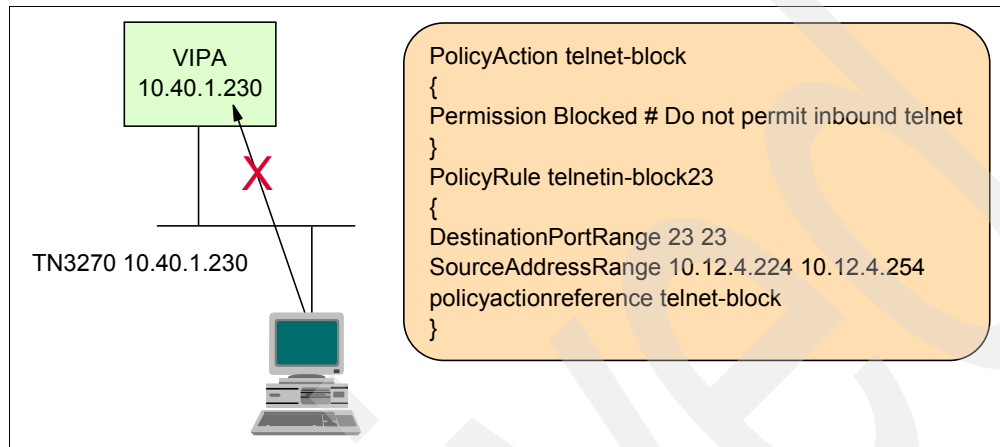 VIPA
10.40.1.230
X
TN3270 10.40.1.230
PolicyAction telnet-block
{
Permission Blocked # Do not permit inbound telnet
}
PolicyRule telnetin-block23
{
DestinationPortRange 23 23
SourceAddressRange 10.12.4.224 10.12.4.254
policyactionreference telnet-block
}